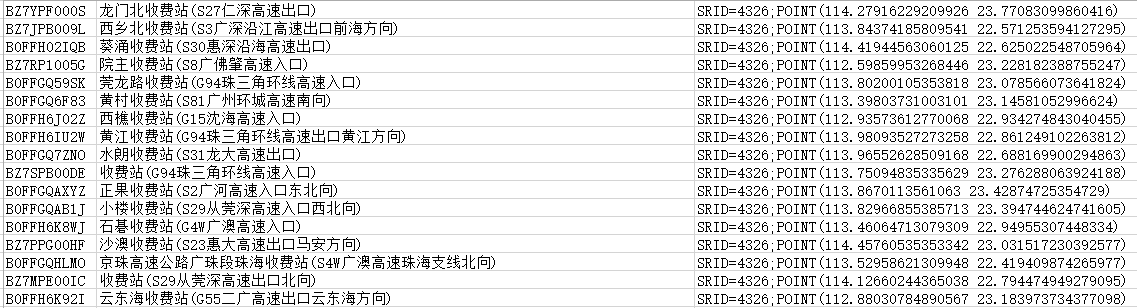 BZ7YPF000S 龙门北收费站(S27仁深高速出口) SRID=4326;POINT(114.27916229209926 23.77083099860416)
BZ7JPB009L 西乡北收费站(S3广深沿江高速出口前海方向) SRID=4326;POINT(113.84374185809541 22.571253594127295)
B0FFH02IQB 葵涌收费站(S30惠深沿海高速出口) SRID=4326;POINT(114.41944563060125 22.625022548705964)
BZ7RP1005G 院主收费站(S8广佛肇高速入口) SRID=4326;POINT(112.59859953268446 23.228182388755247)
B0FFGQ59SK 莞龙路收费站(G94珠三角环线高速入口) SRID=4326;POINT(113.80200105353818 23.078566073641824)
B0FFGQ6F83 黄村收费站(S81广州环城高速南向) SRID=4326;POINT(113.39803731003101 23.14581052996624)
B0FFH6J02Z 西樵收费站(G15沈海高速入口) SRID=4326;POINT(112.93573612770068 22.934274843040455)
B0FFH6IU2W 黄江收费站(G94珠三角环线高速出口黄江方向) SRID=4326;POINT(113.98093527273258 22.861249102263812)
B0FFGQ7ZNO 水朗收费站(S31龙大高速出口) SRID=4326;POINT(113.96552628509168 22.688169900294863)
BZ7SPB00DE 收费站(G94珠三角环线高速入口) SRID=4326;POINT(113.75094835335629 23.276288063924188)
B0FFGQAXYZ 正果收费站(S2广河高速入口东北向) SRID=4326;POINT(113.8670113561063 23.42874725354729)
B0FFGQAB1J 小楼收费站(S29从莞深高速入口西北向) SRID=4326;POINT(113.82966855385713 23.394744624741605)
B0FFH6K8WJ 石碁收费站(G4W广澳高速入口) SRID=4326;POINT(113.46064713079309 22.94955307448334)
BZ7PPG00HF 沙澳收费站(S23惠大高速出口马安方向) SRID=4326;POINT(114.45760535353342 23.031517230392577)
B0FFGQHLMO 京珠高速公路广珠段珠海收费站(S4W广澳高速珠海支线北向) SRID=4326;POINT(113.52958621309948 22.419409874265977)
BZ7MPE00IC 收费站(S29从莞深高速出口北向) SRID=4326;POINT(114.12660244365038 22.794474949279095)
B0FFH6K92I 云东海收费站(G55二广高速出口云东海方向) SRID=4326;POINT(112.88030784890567 23.183973734377098)